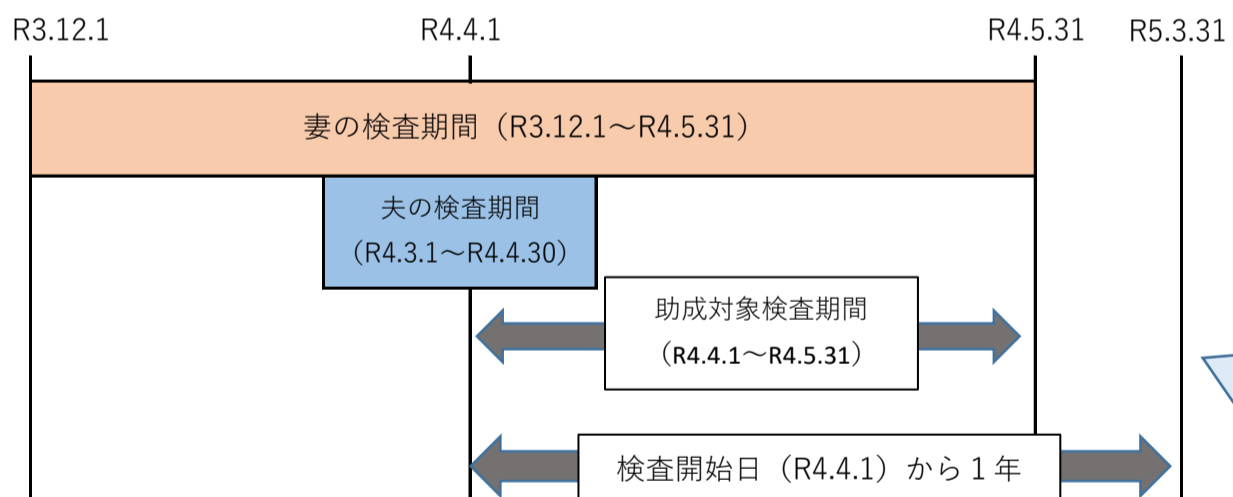 R3.12.1
R4.4.1
R4.5.31
R5.3.31
妻の検査期間（R3.12.1～R4.5.31）
夫の検査期間
（R4.3.1～R4.4.30）
助成対象検査期間
（R4.4.1～R4.5.31）
検査開始日（R4.4.1）から１年